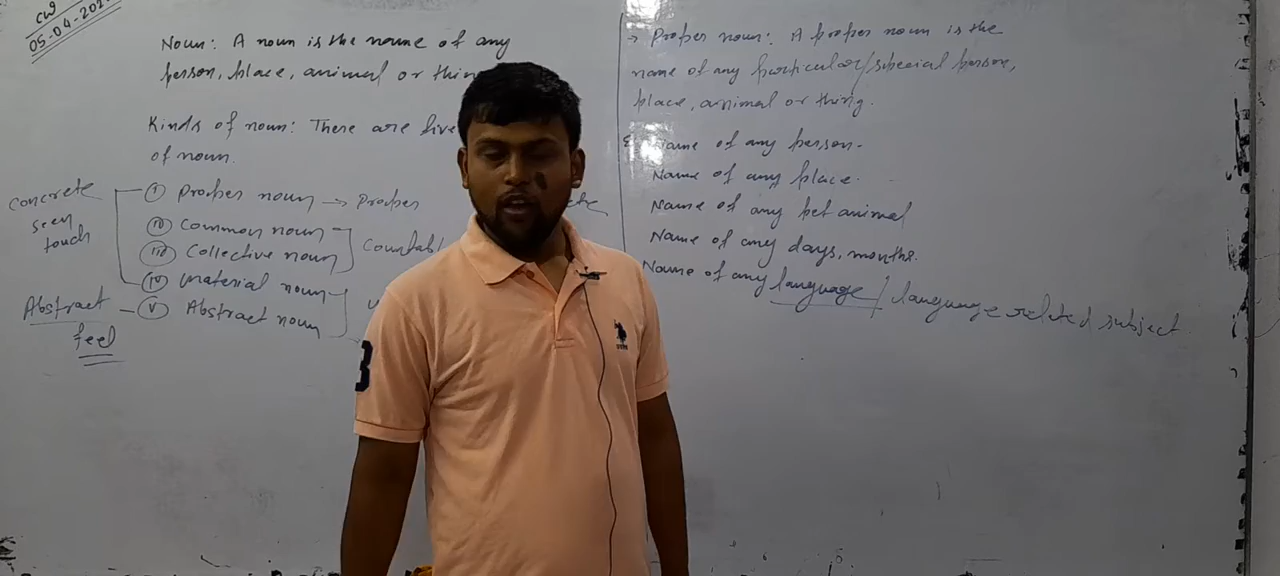 CW
05-04-202
Noun: A noun is the name of any
person, place, animal or thin
Kinds of noun: There are five
of noun.
concrete
seen
touch
(i) Proper noun → Proper
(ii) Common noun
(iii) Collective noun
Countabl
(iv) Material noun
Abstract
feel
(v) Abstract noun
→ Proper noun: A proper noun is the
name of any particular/special person,
place, animal or thing.
Name of any person.
Name of any place.
Name of any pet animal
Name of any days, months.
Name of any language / language related subject
3